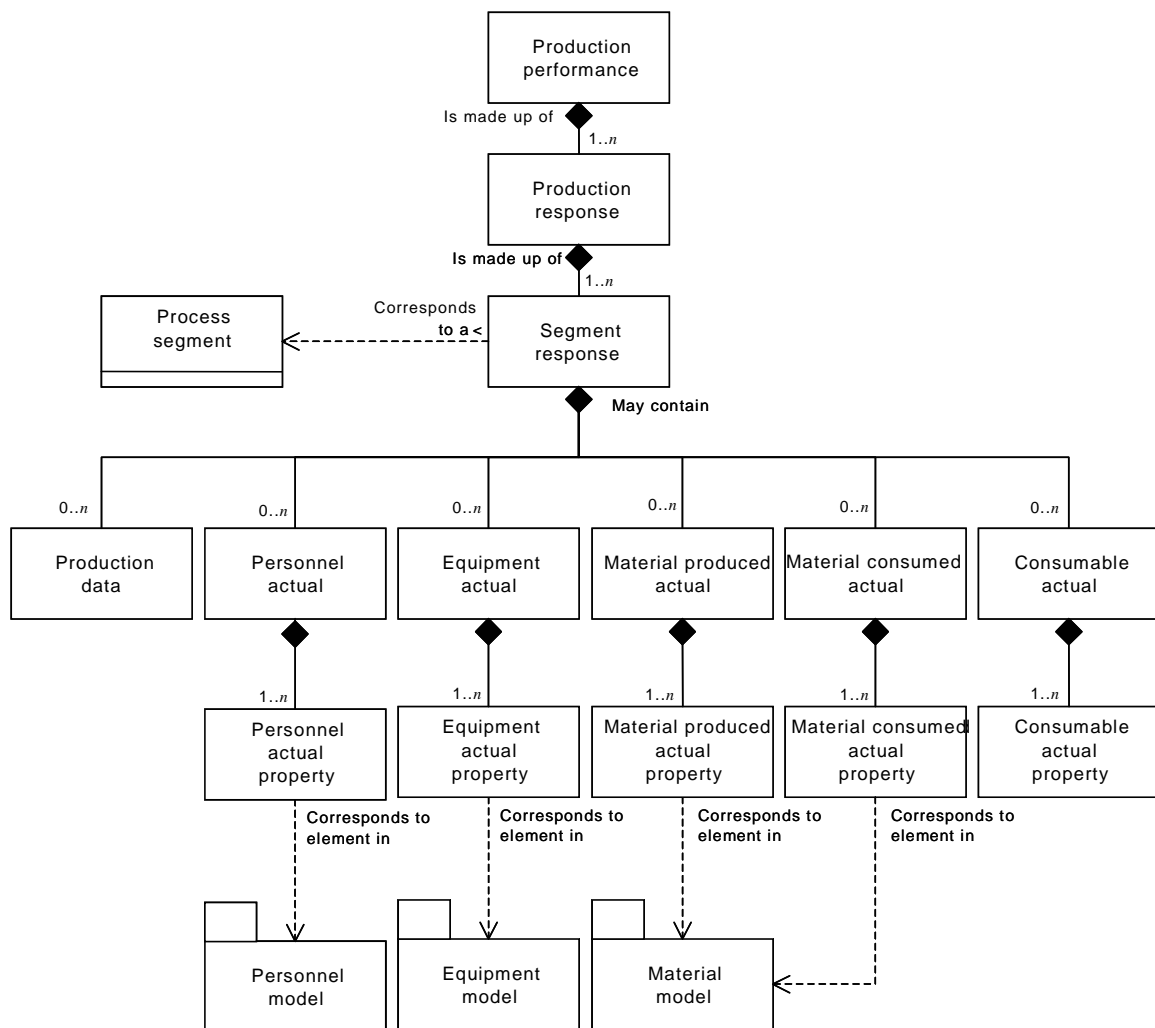 Production
performance
Is made up of
1..n
Production
response
Is made up of
1..n
Corresponds
to a <
Process
segment
Segment
response
May contain
0..n
0..n
0..n
0..n
0..n
0..n
Production
data
Personnel
actual
Equipment
actual
Material produced
actual
Material consumed
actual
Consumable
actual
1..n
1..n
1..n
1..n
1..n
Personnel
actual
property
Equipment
actual
property
Material produced
actual
property
Material consumed
actual
property
Consumable
actual
property
Corresponds to
element in
Corresponds to
element in
Corresponds to
element in
Corresponds to
element in
Personnel
model
Equipment
model
Material
model